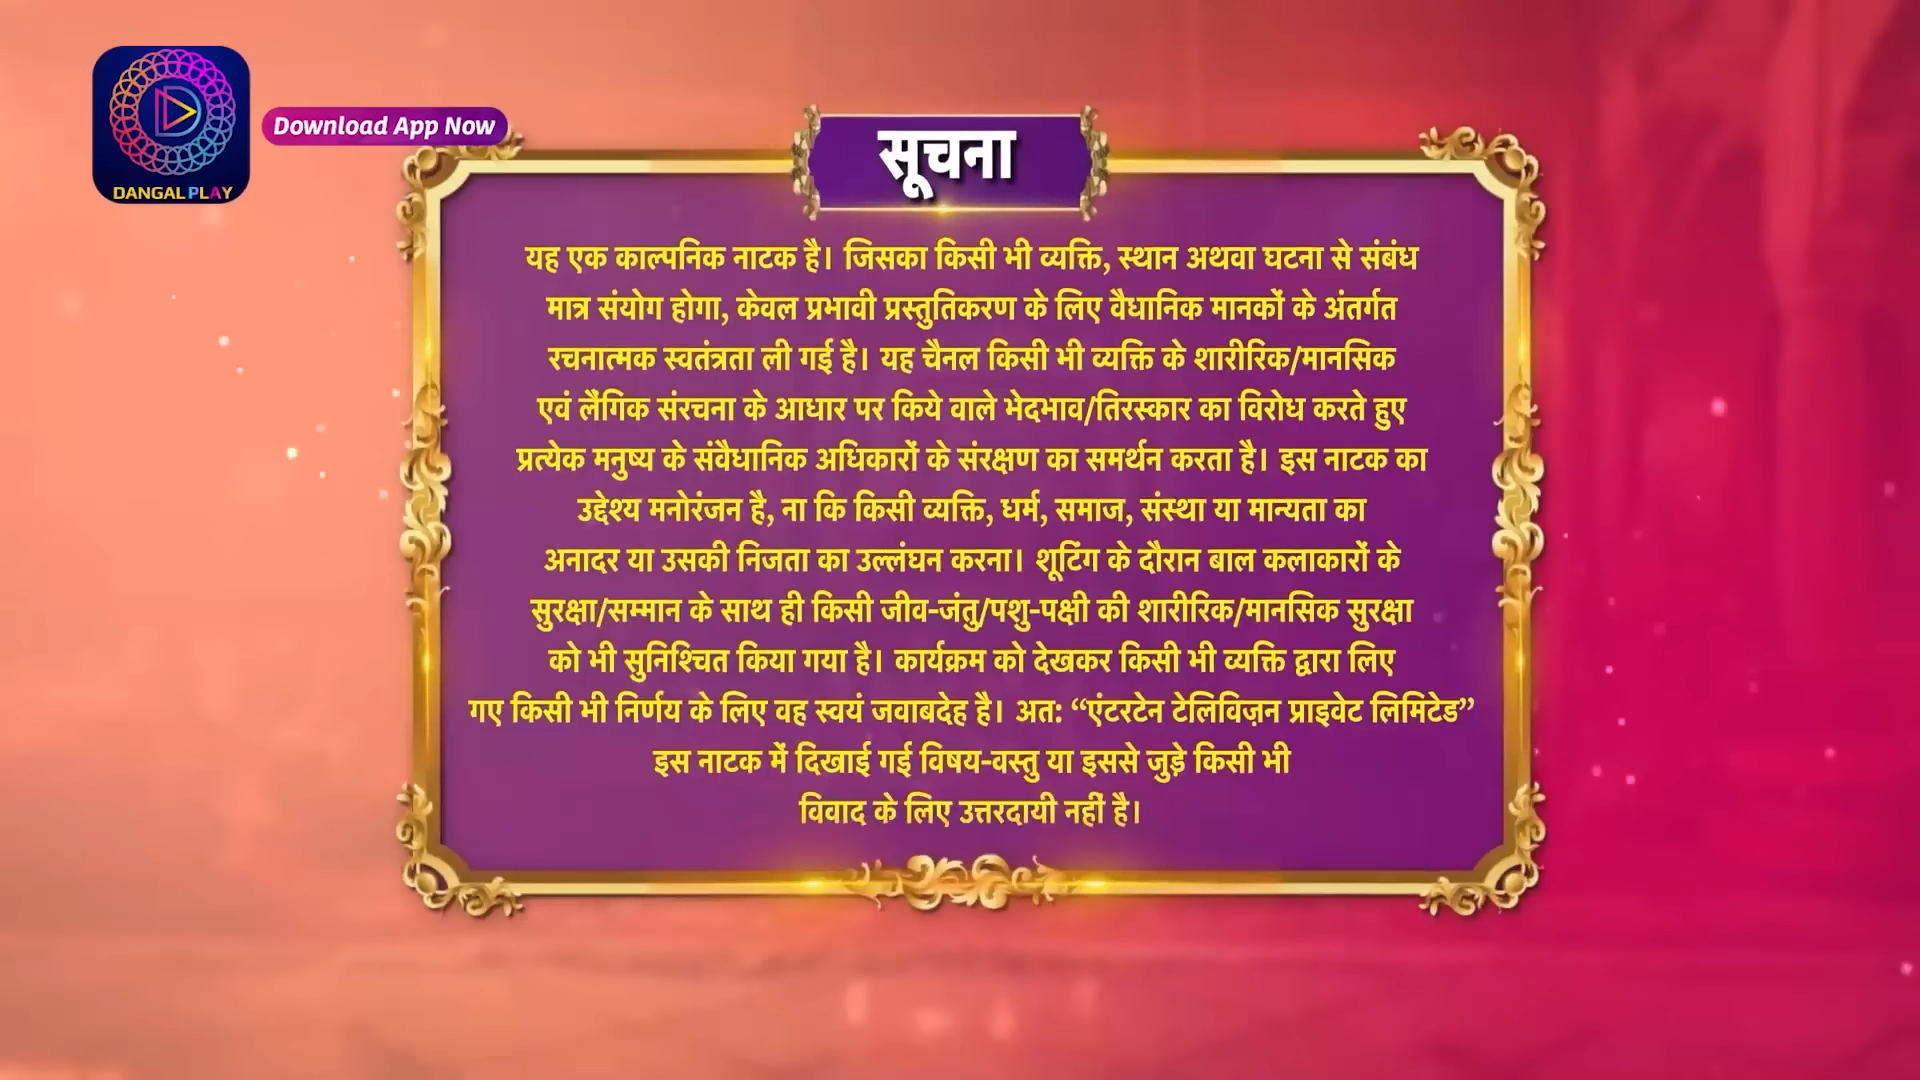 DANGAL PLAY
Download App Now
सूचना
यह एक काल्पनिक नाटक है। जिसका किसी भी व्यक्ति, स्थान अथवा घटना से संबंध
मात्र संयोग होगा, केवल प्रभावी प्रस्तुतिकरण के लिए वैधानिक मानकों के अंतर्गत
रचनात्मक स्वतंत्रता ली गई है। यह चैनल किसी भी व्यक्ति के शारीरिक/मानसिक
एवं लैंगिक संरचना के आधार पर किये वाले भेदभाव/तिरस्कार का विरोध करते हुए
प्रत्येक मनुष्य के संवैधानिक अधिकारों के संरक्षण का समर्थन करता है। इस नाटक का
उद्देश्य मनोरंजन है, ना कि किसी व्यक्ति, धर्म, समाज, संस्था या मान्यता का
अनादर या उसकी निजता का उल्लंघन करना। शूटिंग के दौरान बाल कलाकारों के
सुरक्षा/सम्मान के साथ ही किसी जीव-जंतु/पशु-पक्षी की शारीरिक/मानसिक सुरक्षा
को भी सुनिश्चित किया गया है। कार्यक्रम को देखकर किसी भी व्यक्ति द्वारा लिए
गए किसी भी निर्णय के लिए वह स्वयं जवाबदेह है। अत: “एंटरटेन टेलिविज़न प्राइवेट लिमिटेड”
इस नाटक में दिखाई गई विषय-वस्तु या इससे जुड़े किसी भी
विवाद के लिए उत्तरदायी नहीं है।